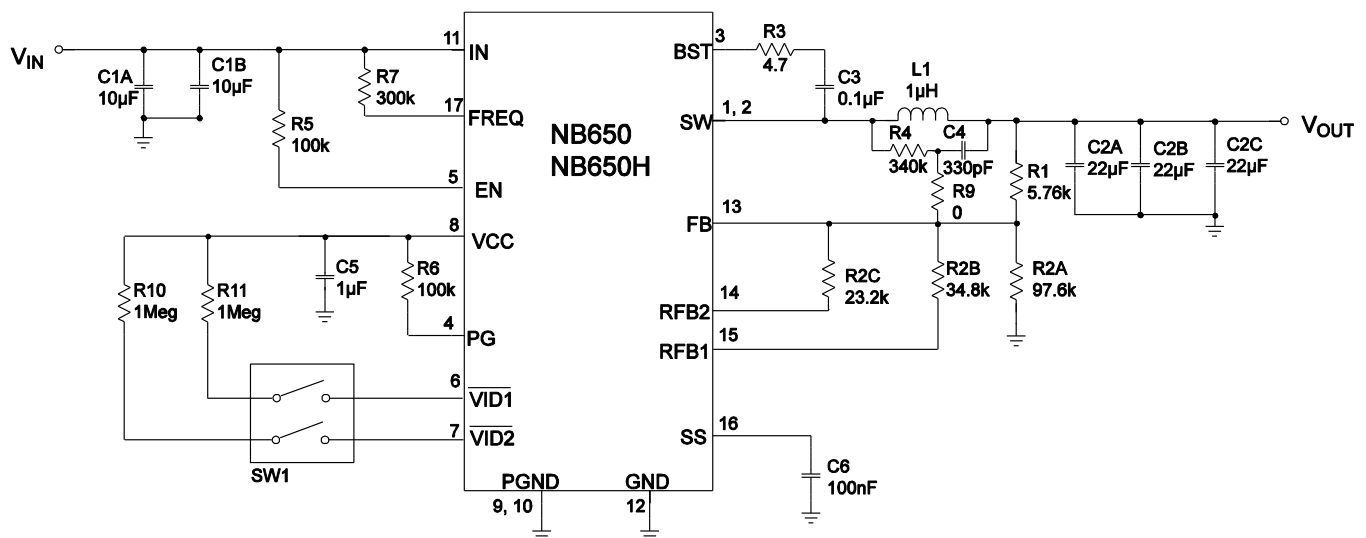 VIN
C1A
10µF
C1B
10µF
R5
100k
R7
300k
11
IN
17
FREQ
5
EN
8
VCC
R10
1Meg
R11
1Meg
C5
1µF
R6
100k
4
PG
6
VID1
7
VID2
SW1
NB650
NB650H
PGND
9, 10
GND
12
3
BST
R3
4.7
C3
0.1µF
1, 2
SW
L1
1µH
R4
340k
C4
330pF
R9
0
R1
5.76k
C2A
22µF
C2B
22µF
C2C
22µF
VOUT
13
FB
R2C
23.2k
R2B
34.8k
R2A
97.6k
14
RFB2
15
RFB1
16
SS
C6
100nF